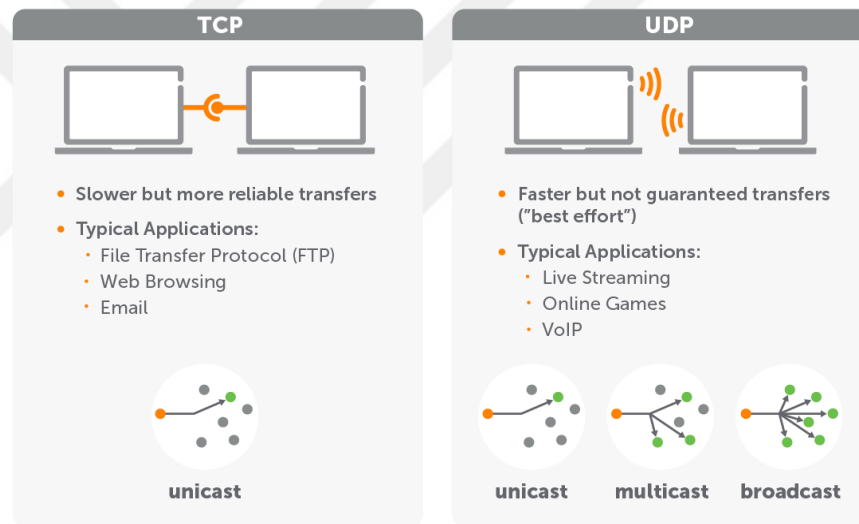 TCP
Slower but more reliable transfers
Typical Applications:
File Transfer Protocol (FTP)
Web Browsing
Email
unicast
UDP
Faster but not guaranteed transfers
("best effort")
Typical Applications:
Live Streaming
Online Games
VoIP
unicast multicast broadcast